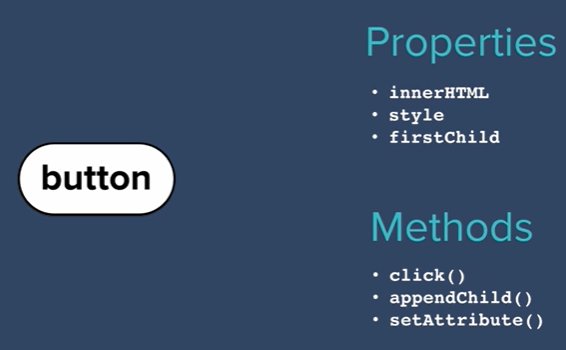 button
Properties
• innerHTML
• style
• firstChild
Methods
• click()
• appendChild()
• setAttribute()